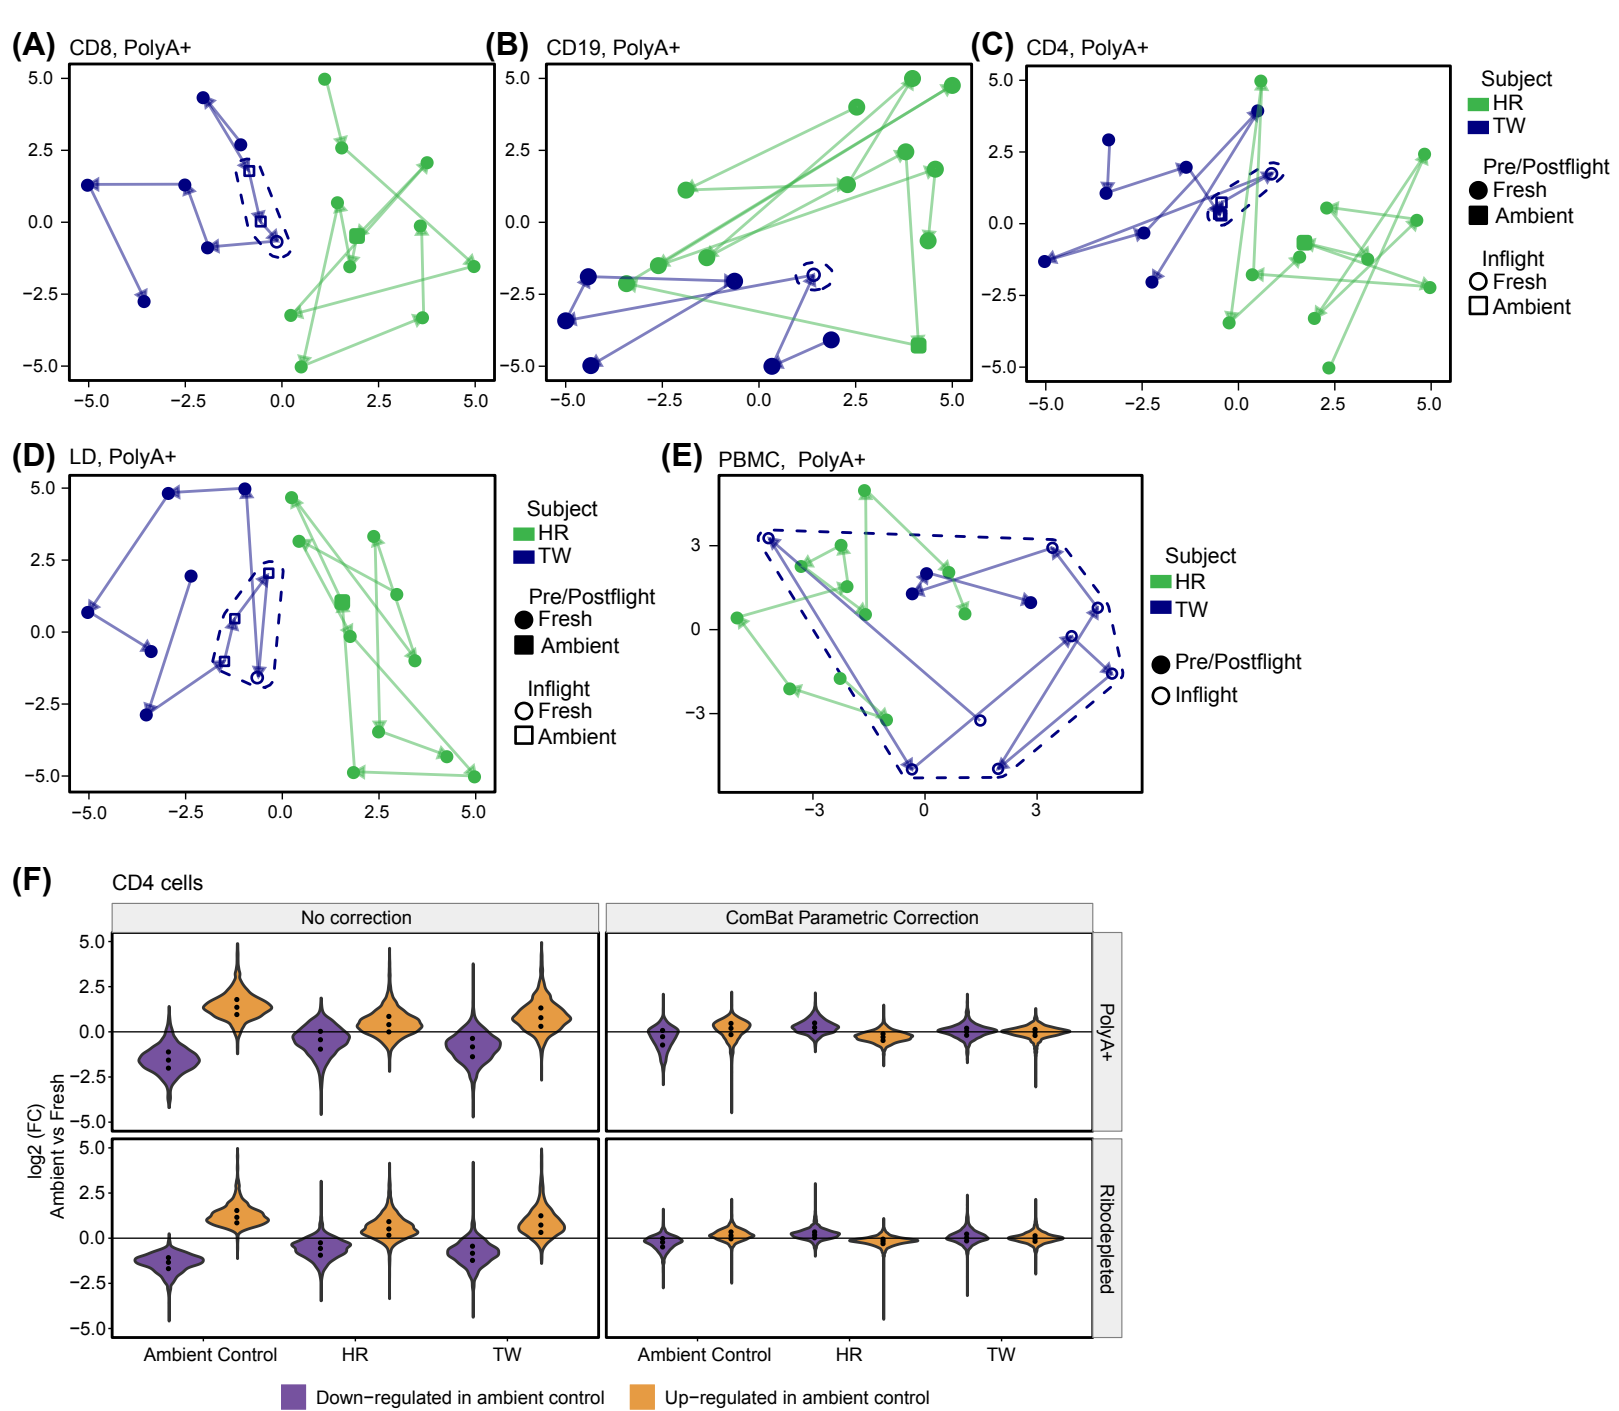 (A) CD8, PolyA+
5.0
2.5
0.0
−2.5
−5.0
−5.0 −2.5 0.0 2.5 5.0
(B) CD19, PolyA+
5.0
2.5
0.0
−2.5
−5.0
−5.0 −2.5 0.0 2.5 5.0
(C) CD4, PolyA+
5.0
2.5
0.0
−2.5
−5.0
−5.0 −2.5 0.0 2.5 5.0
Subject
HR
TW
Pre/Postflight
Fresh
Ambient
Inflight
Fresh
Ambient
(D) LD, PolyA+
5.0
2.5
0.0
−2.5
−5.0
−5.0 −2.5 0.0 2.5 5.0
Subject
HR
TW
Pre/Postflight
Fresh
Ambient
Inflight
Fresh
Ambient
(E) PBMC, PolyA+
3
0
−3
−3 0 3
Subject
HR
TW
Pre/Postflight
Inflight
(F) CD4 cells
No correction
ComBat Parametric Correction
log2 (FC)
Ambient vs Fresh
5.0
2.5
0.0
−2.5
−5.0
PolyA+
5.0
2.5
0.0
−2.5
−5.0
Ribodepleted
Ambient Control HR TW
Ambient Control HR TW
Down−regulated in ambient control
Up−regulated in ambient control